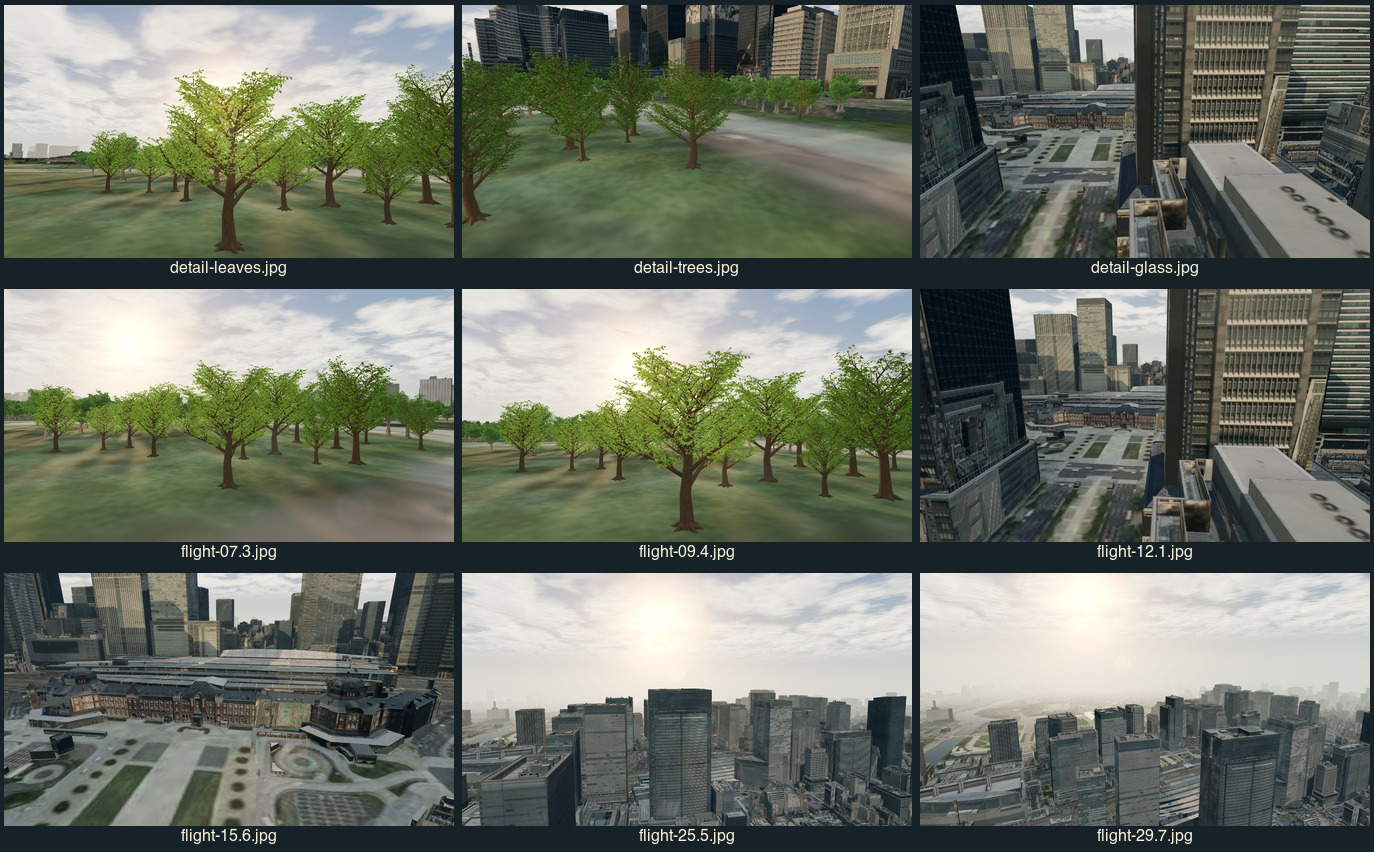 detail-leaves.jpg
detail-trees.jpg
detail-glass.jpg
flight-07.3.jpg
flight-09.4.jpg
flight-12.1.jpg
flight-15.6.jpg
flight-25.5.jpg
flight-29.7.jpg